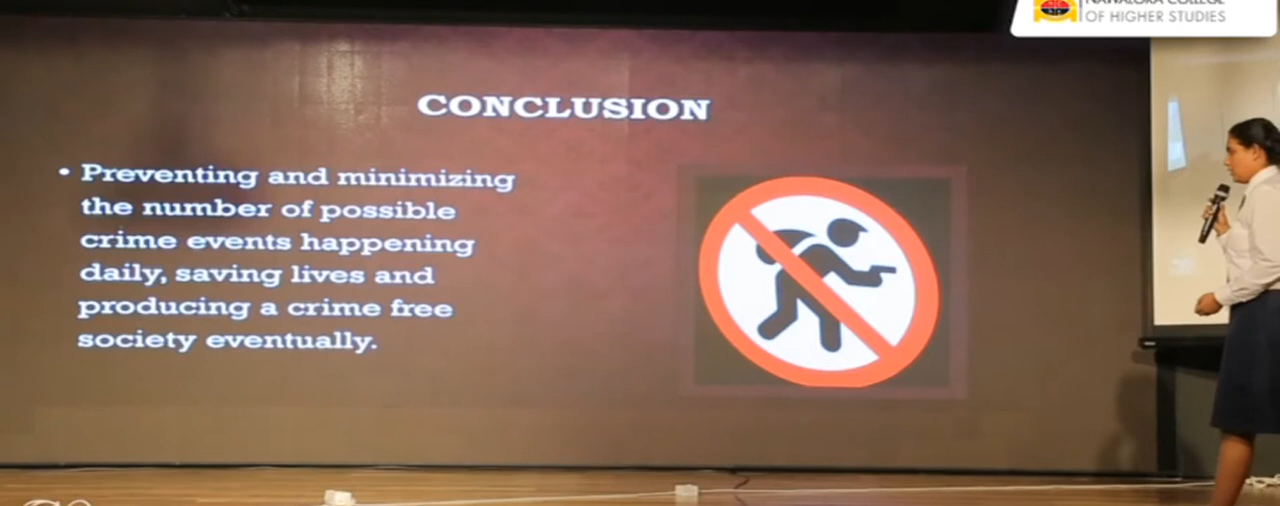 OF HIGHER STUDIES
CONCLUSION
• Preventing and minimizing
the number of possible
crime events happening
daily, saving lives and
producing a crime free
society eventually.